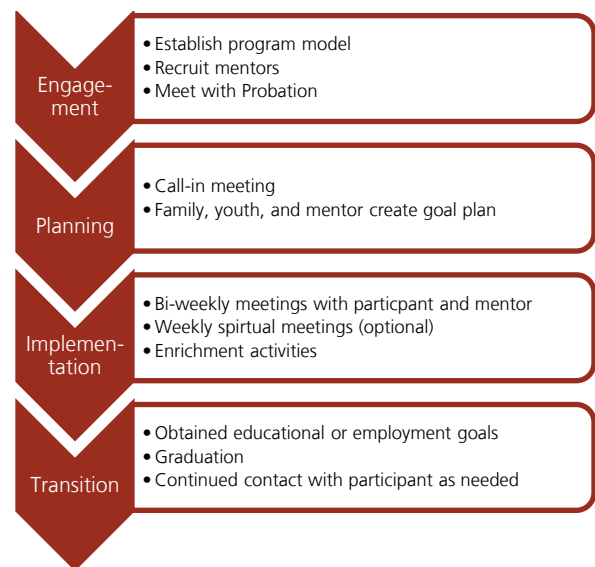 Engage-
ment
• Establish program model
• Recruit mentors
• Meet with Probation
Planning
• Call-in meeting
• Family, youth, and mentor create goal plan
Implemen-
tation
• Bi-weekly meetings with particpant and mentor
• Weekly spirtual meetings (optional)
• Enrichment activities
Transition
• Obtained educational or employment goals
• Graduation
• Continued contact with participant as needed